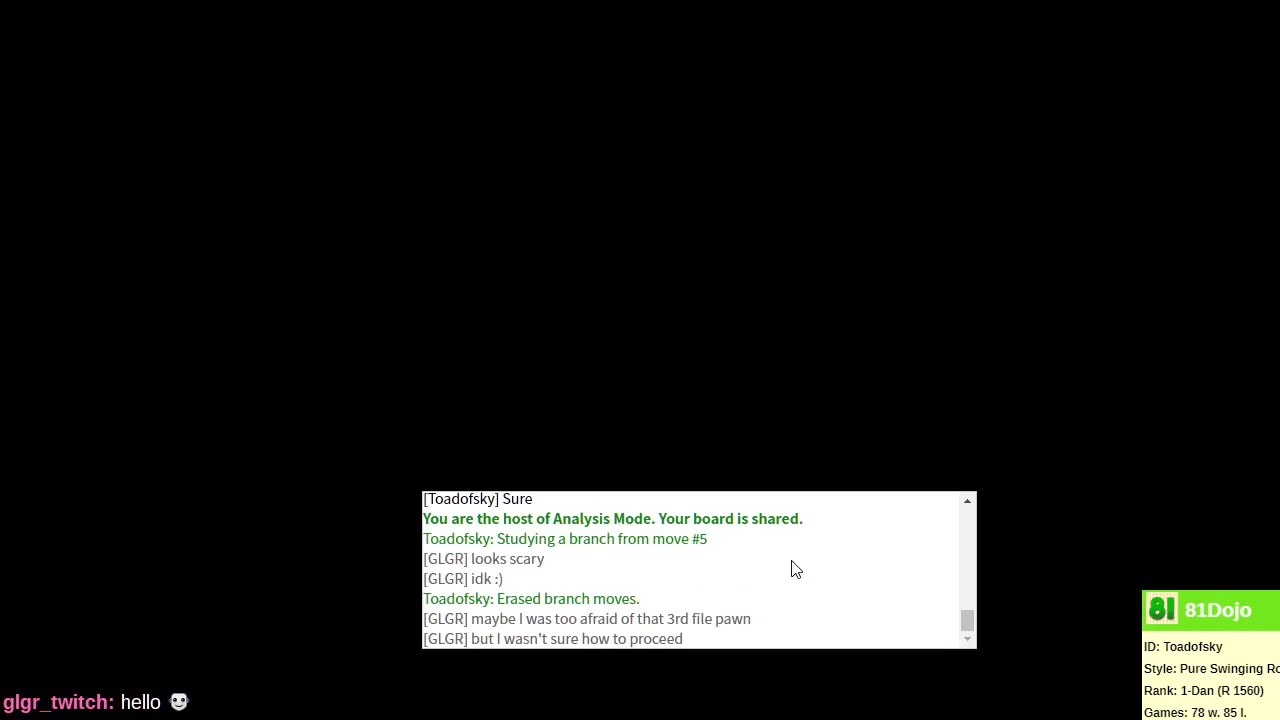 [Toadofsky] Sure
You are the host of Analysis Mode. Your board is shared.
Toadofsky: Studying a branch from move #5
[GLGR] looks scary
[GLGR] idk :)
Toadofsky: Erased branch moves.
[GLGR] maybe I was too afraid of that 3rd file pawn
[GLGR] but I wasn't sure how to proceed
81 81Dojo
ID: Toadofsky
Style: Pure Swinging Ro
Rank: 1-Dan (R 1560)
Games: 78 w. 85 l.
glgr_twitch: hello